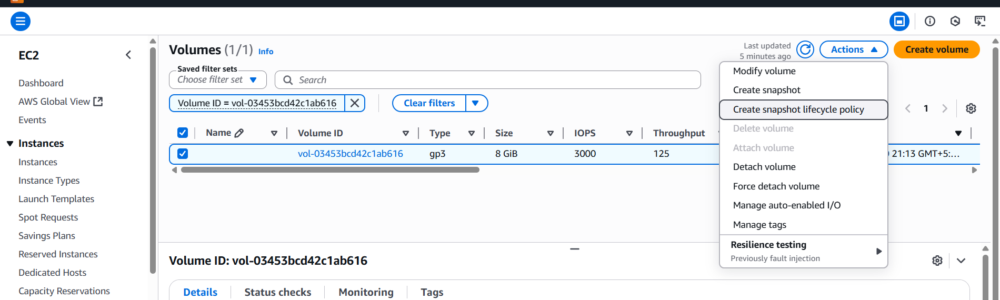 EC2
Dashboard
AWS Global View
Events
Instances
Instances
Instance Types
Launch Templates
Spot Requests
Savings Plans
Reserved Instances
Dedicated Hosts
Capacity Reservations
Volumes (1/1) Info
Last updated
5 minutes ago
Actions
Create volume
Saved filter sets
Choose filter set
Search
Volume ID = vol-03453bcd42c1ab616
Clear filters
1
Name Volume ID Type Size IOPS Throughput
vol-03453bcd42c1ab616 gp3 8 GiB 3000 125 21:13 GMT+5:...
Modify volume
Create snapshot
Create snapshot lifecycle policy
Delete volume
Attach volume
Detach volume
Force detach volume
Manage auto-enabled I/O
Manage tags
Resilience testing
Previously fault injection
Volume ID: vol-03453bcd42c1ab616
Details Status checks Monitoring Tags